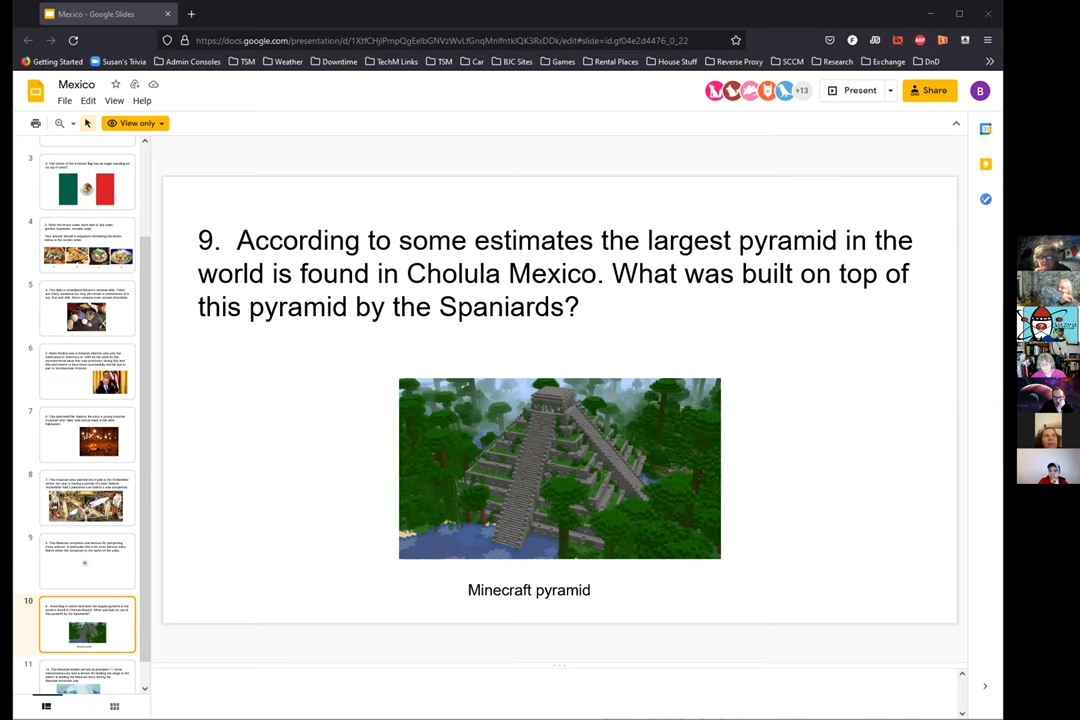 Mexico - Google Slides
https://docs.google.com/presentation/d/1XtfCHjlPmpQgEelbGNVzWvLfGnqMnIfntklQK3RxDDk/edit#slide=id.gf04e2d4476_0_22
Getting Started Susan's Trivia Admin Consoles TSM Weather Downtime TechM Links TSM Car BJC Sites Games Rental Places House Stuff Reverse Proxy SCCM Research Exchange DnD
Mexico
File Edit View Help
+13
Present
Share
B
View only
3
4
5
6
7
8
9
10
11
9. According to some estimates the largest pyramid in the
world is found in Cholula Mexico. What was built on top of
this pyramid by the Spaniards?
Minecraft pyramid